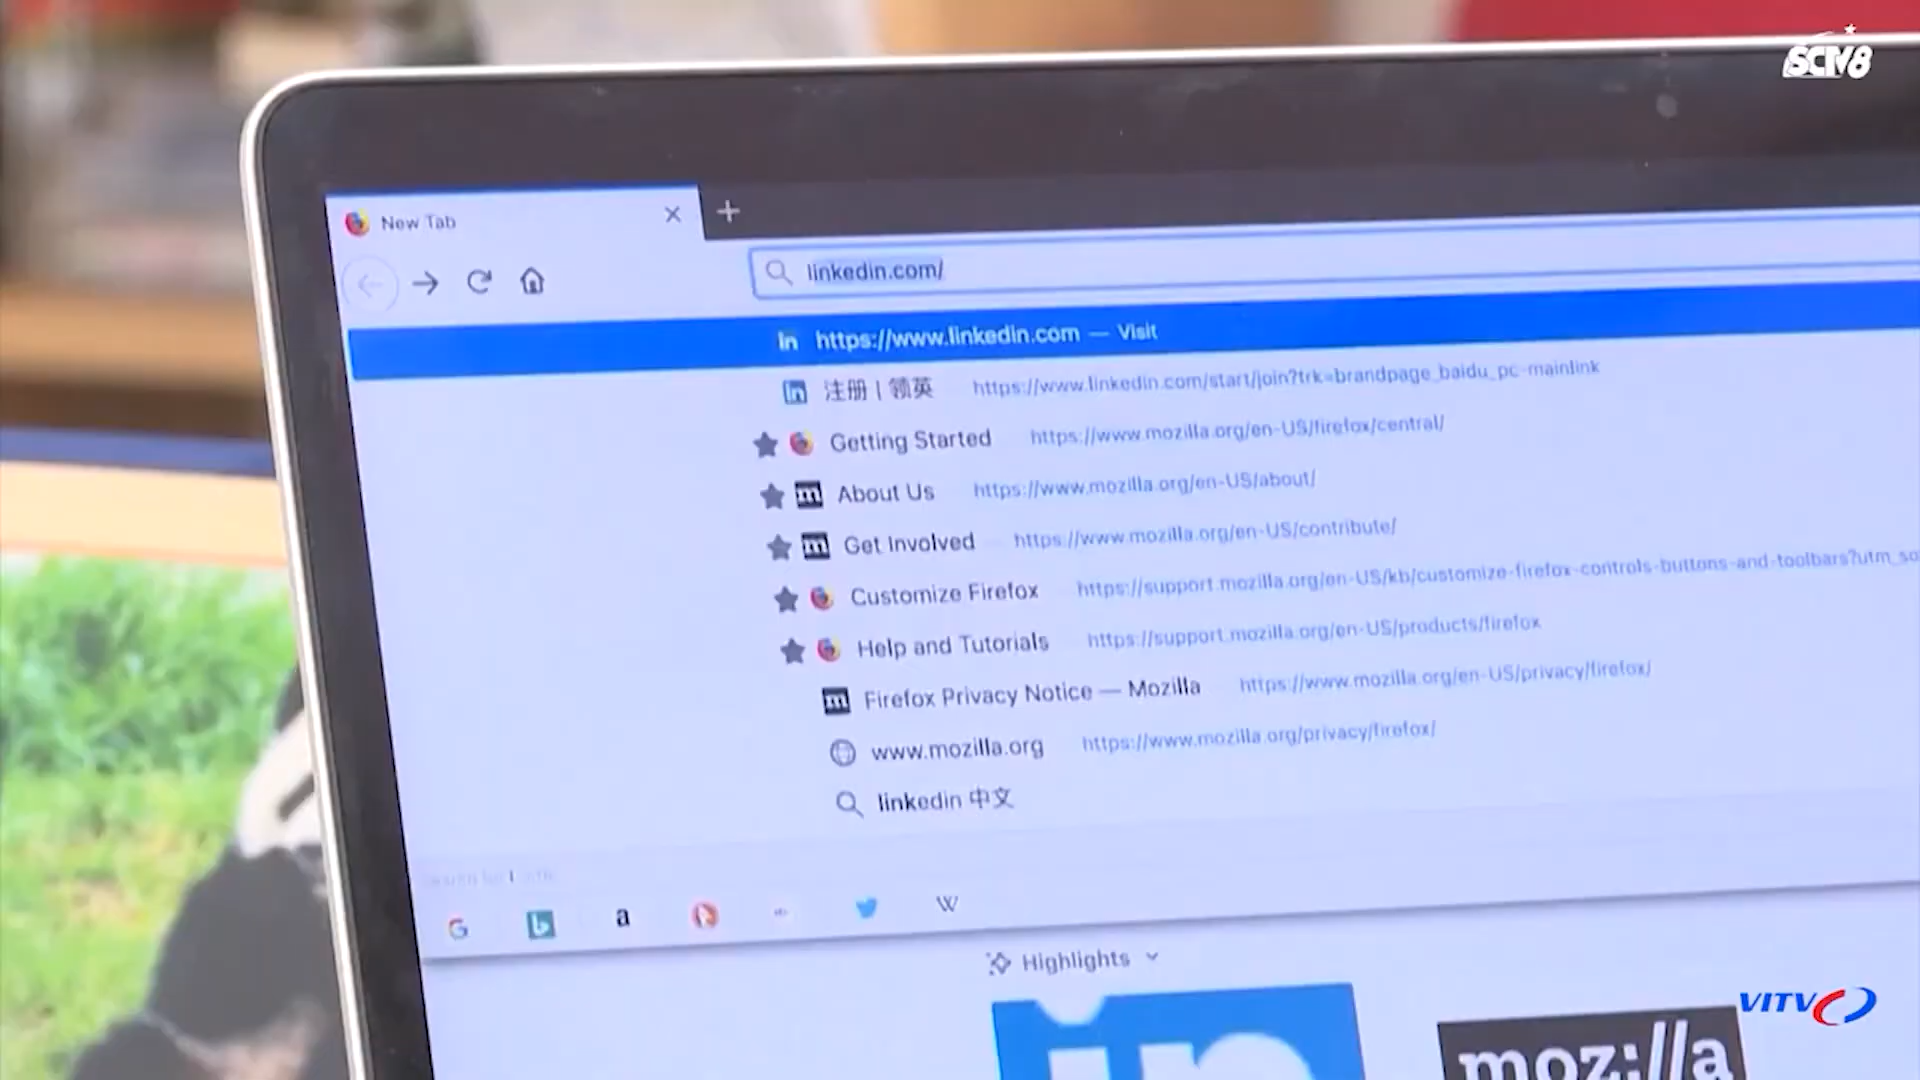 SCTV8
New Tab
linkedin.com/
in https://www.linkedin.com — Visit
in 注册 | 领英 https://www.linkedin.com/start/join?trk=brandpage_baidu_pc-mainlink
Getting Started https://www.mozilla.org/en-US/firefox/central/
m About Us https://www.mozilla.org/en-US/about/
m Get Involved https://www.mozilla.org/en-US/contribute/
Customize Firefox https://support.mozilla.org/en-US/kb/customize-firefox-controls-buttons-and-toolbars?utm_so
Help and Tutorials https://support.mozilla.org/en-US/products/firefox
m Firefox Privacy Notice — Mozilla https://www.mozilla.org/en-US/privacy/firefox/
www.mozilla.org https://www.mozilla.org/privacy/firefox/
linkedin 中文
G b a W
Highlights
VITV
in moz://a